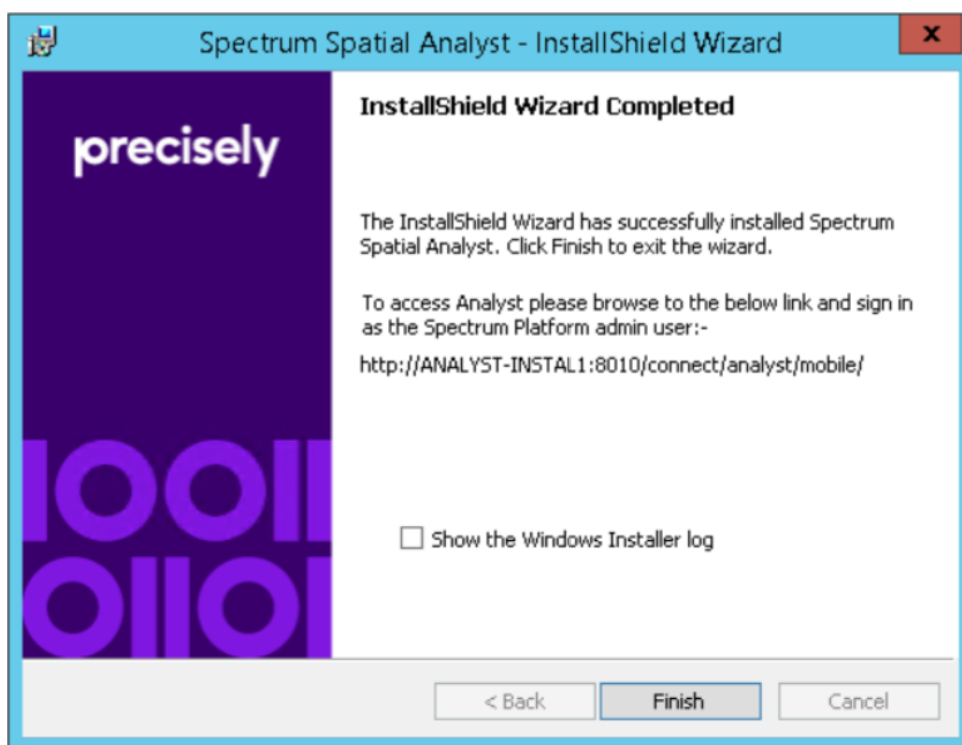 Spectrum Spatial Analyst - InstallShield Wizard
x
precisely
InstallShield Wizard Completed
The InstallShield Wizard has successfully installed Spectrum
Spatial Analyst. Click Finish to exit the wizard.
To access Analyst please browse to the below link and sign in
as the Spectrum Platform admin user:-
http://ANALYST-INSTAL1:8010/connect/analyst/mobile/
Show the Windows Installer log
< Back
Finish
Cancel